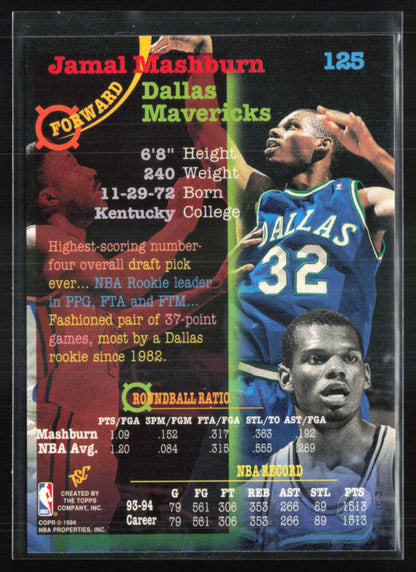 Jamal Mashburn 125
FORWARD
Dallas
Mavericks
6'8" Height
240 Weight
11-29-72 Born
Kentucky College
DALLAS
32
Highest-scoring number-
four overall draft pick
ever... NBA Rookie leader
in PPG, FTA and FTM...
Fashioned pair of 37-point
games, most by a Dallas
rookie since 1982.
ROUNDBALL RATIO
PTS/FGA 3PM/FGM FTA/FGA STL/TO AST/FGA
Mashburn 1.09 .152 .317 .363 .192
NBA Avg. 1.20 .084 .315 .555 .289
NBA RECORD
G FG FT REB AST STL PTS
93-94 79 561 306 353 266 89 1513
Career 79 561 306 353 266 89 1513
TSC
CREATED BY
THE TOPPS
COMPANY, INC.
NBA
COPR © 1994
NBA PROPERTIES, INC.